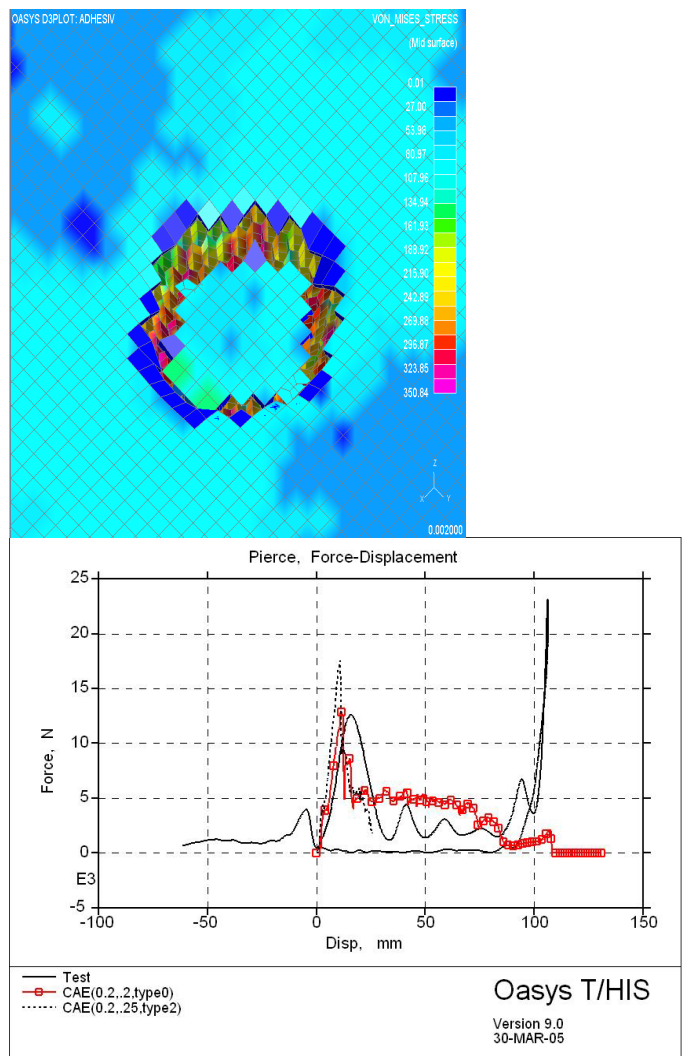 OASYS D3PLOT: ADHESIV
VON_MISES_STRESS
(Mid surface)
0.01
27.00
53.98
80.97
107.96
134.94
161.93
188.92
215.90
242.89
269.88
296.87
323.85
350.84
Z
X Y
0.002000
Pierce, Force-Displacement
25
20
15
10
5
0
E3
-5
Force, N
-100 -50 0 50 100 150
Disp, mm
Test
CAE(0.2,.2,type0)
CAE(0.2,.25,type2)
Oasys T/HIS
Version 9.0
30-MAR-05